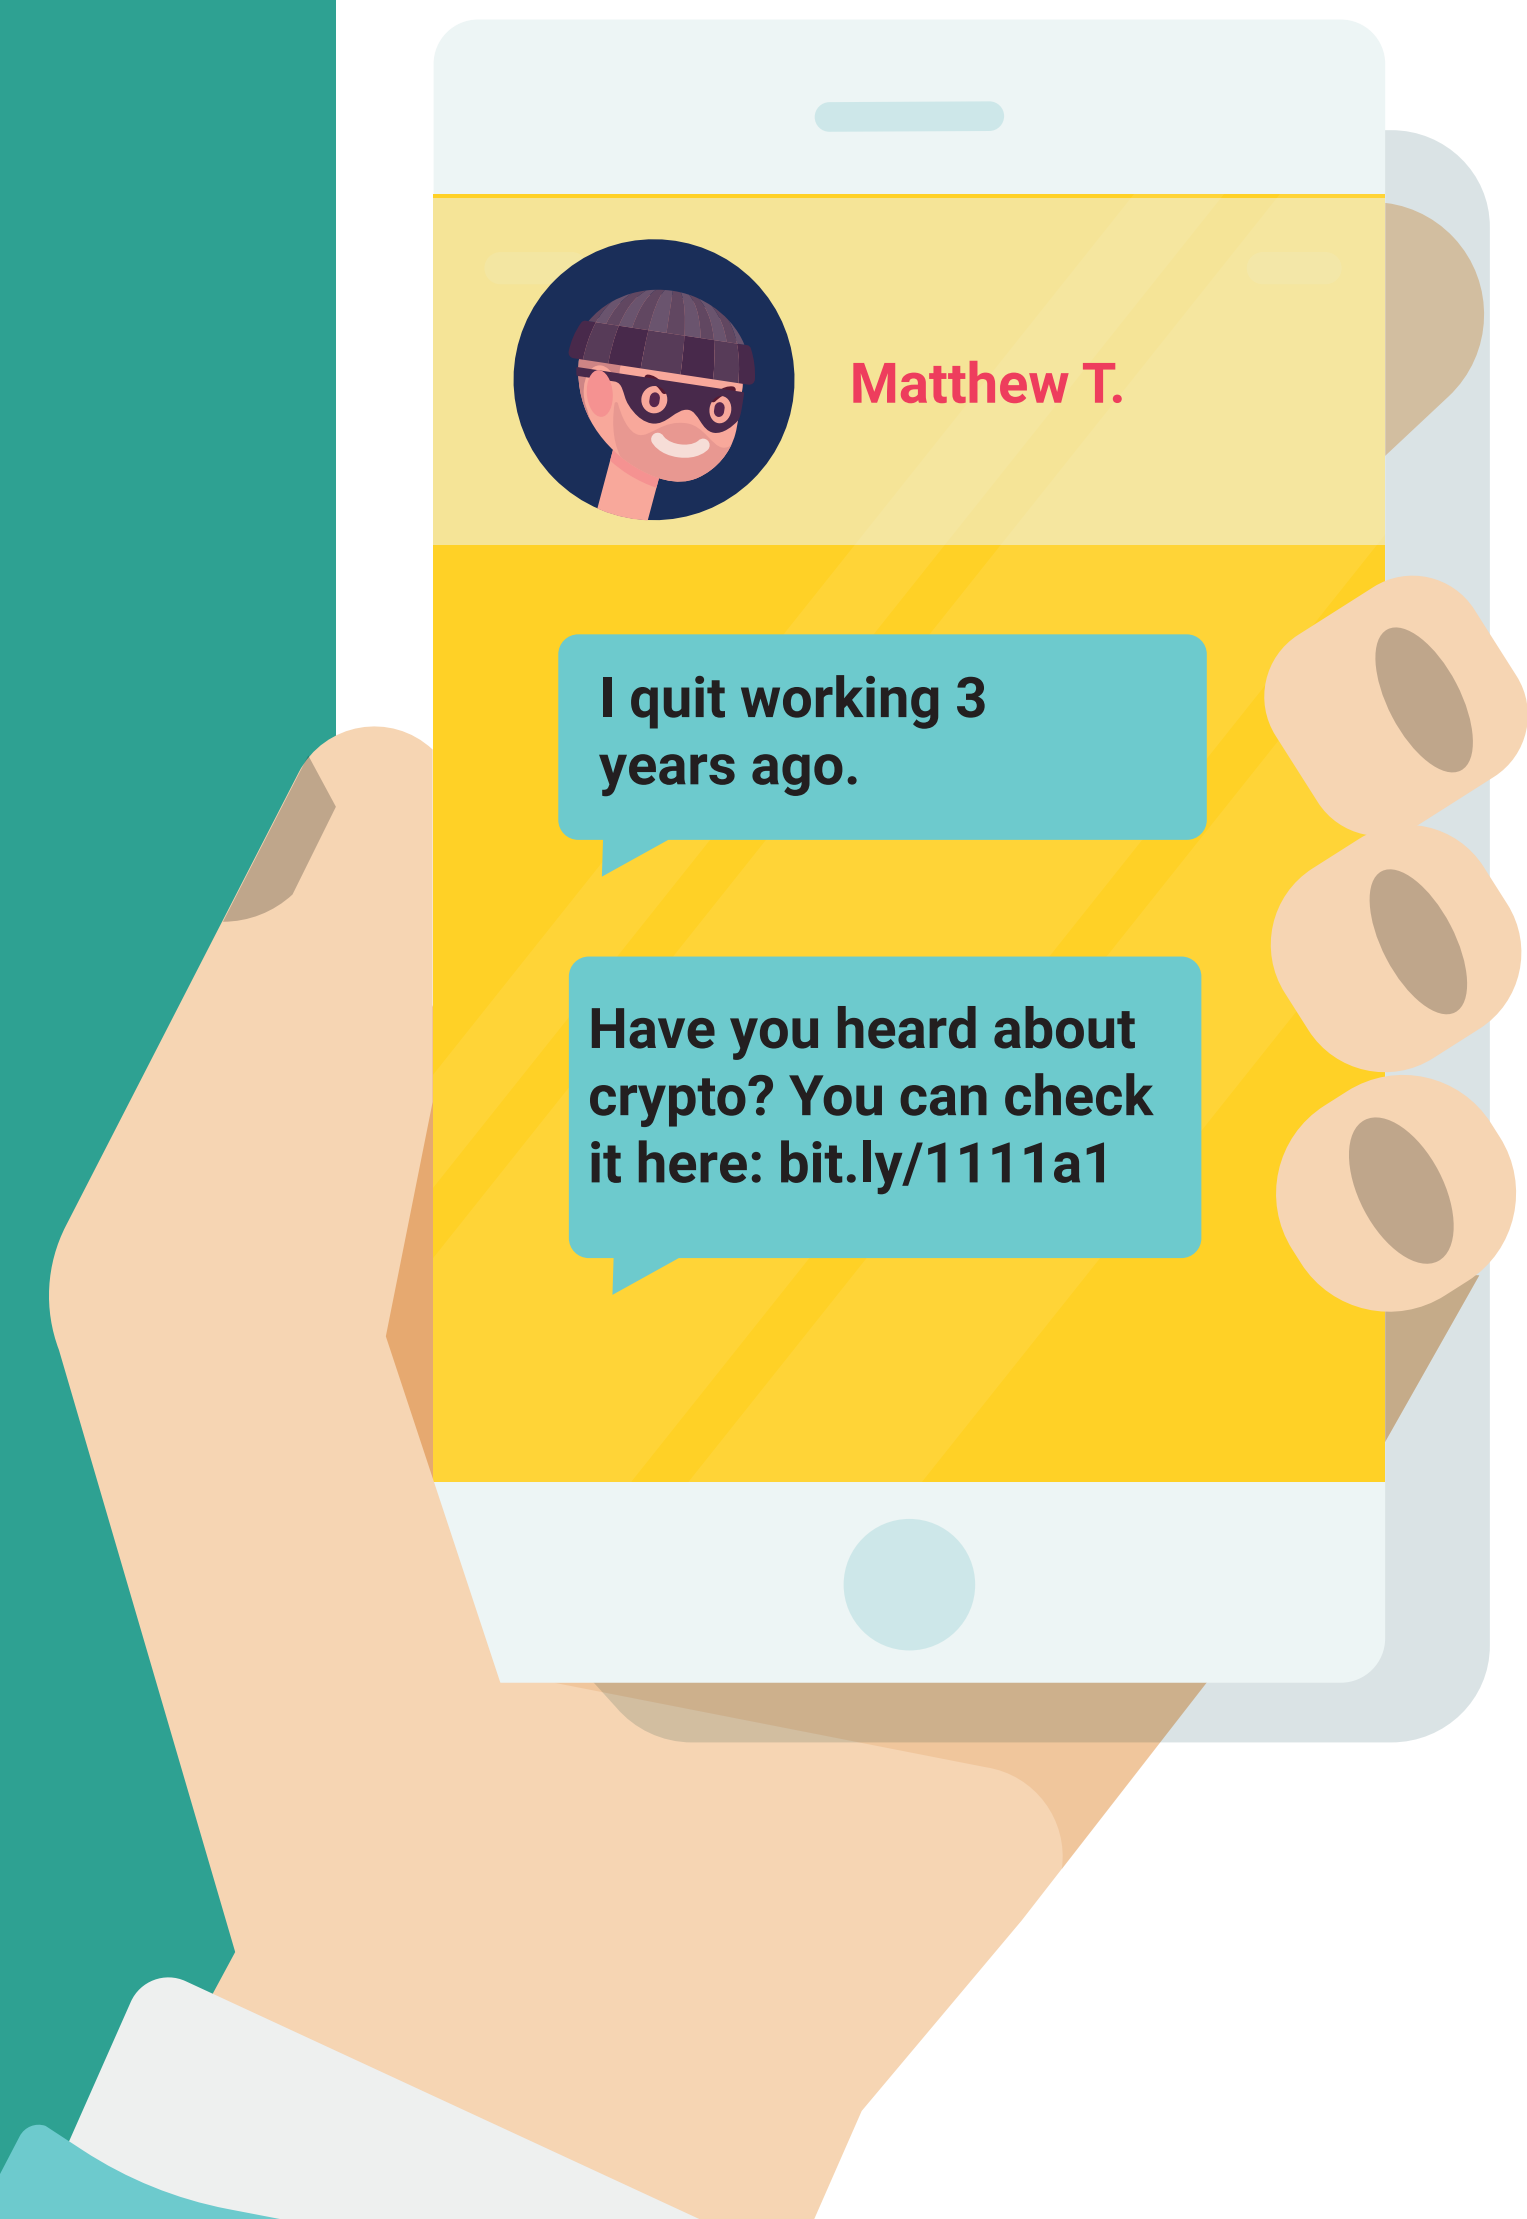 Matthew T.
I quit working 3
years ago.
Have you heard about
crypto? You can check
it here: bit.ly/1111a1